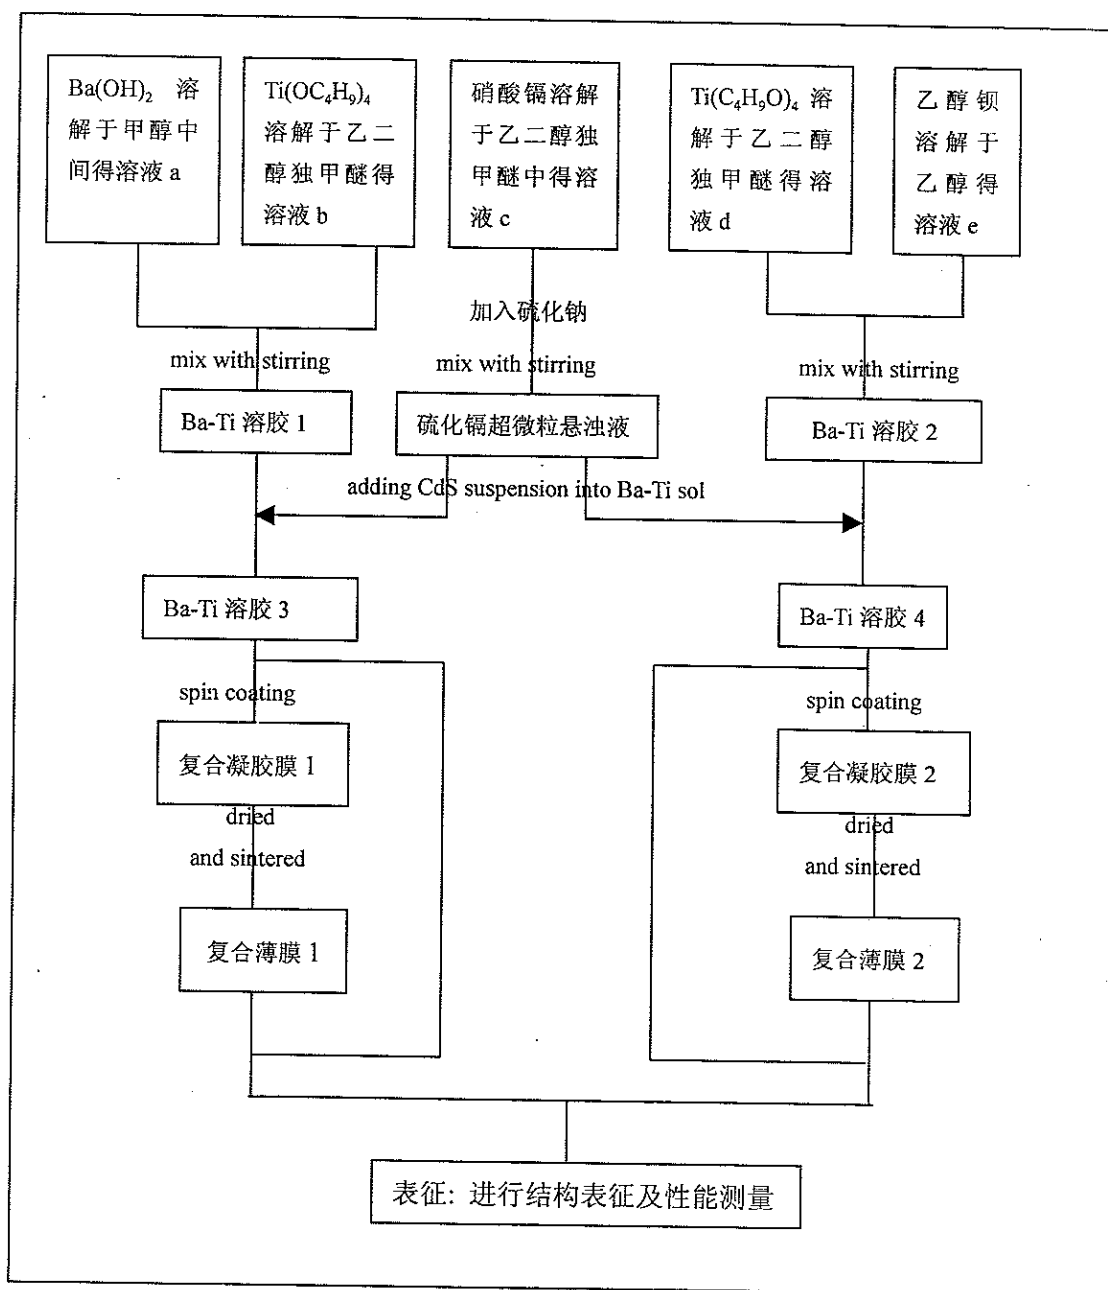 Ba(OH)₂ 溶
解于甲醇中
间得溶液 a
Ti(OC₄H₉)₄
溶解于乙二
醇独甲醚得
溶液 b
硝酸镉溶解
于乙二醇独
甲醚中得溶
液 c
Ti(C₄H₉O)₄ 溶
解于乙二醇
独甲醚得溶
液 d
乙醇钡
溶解于
乙醇得
溶液 e
加入硫化钠
mix with stirring
mix with stirring
mix with stirring
Ba-Ti 溶胶 1
硫化镉超微粒悬浊液
Ba-Ti 溶胶 2
adding CdS suspension into Ba-Ti sol
Ba-Ti 溶胶 3
Ba-Ti 溶胶 4
spin coating
spin coating
复合凝胶膜 1
复合凝胶膜 2
dried
and sintered
dried
and sintered
复合薄膜 1
复合薄膜 2
表征: 进行结构表征及性能测量